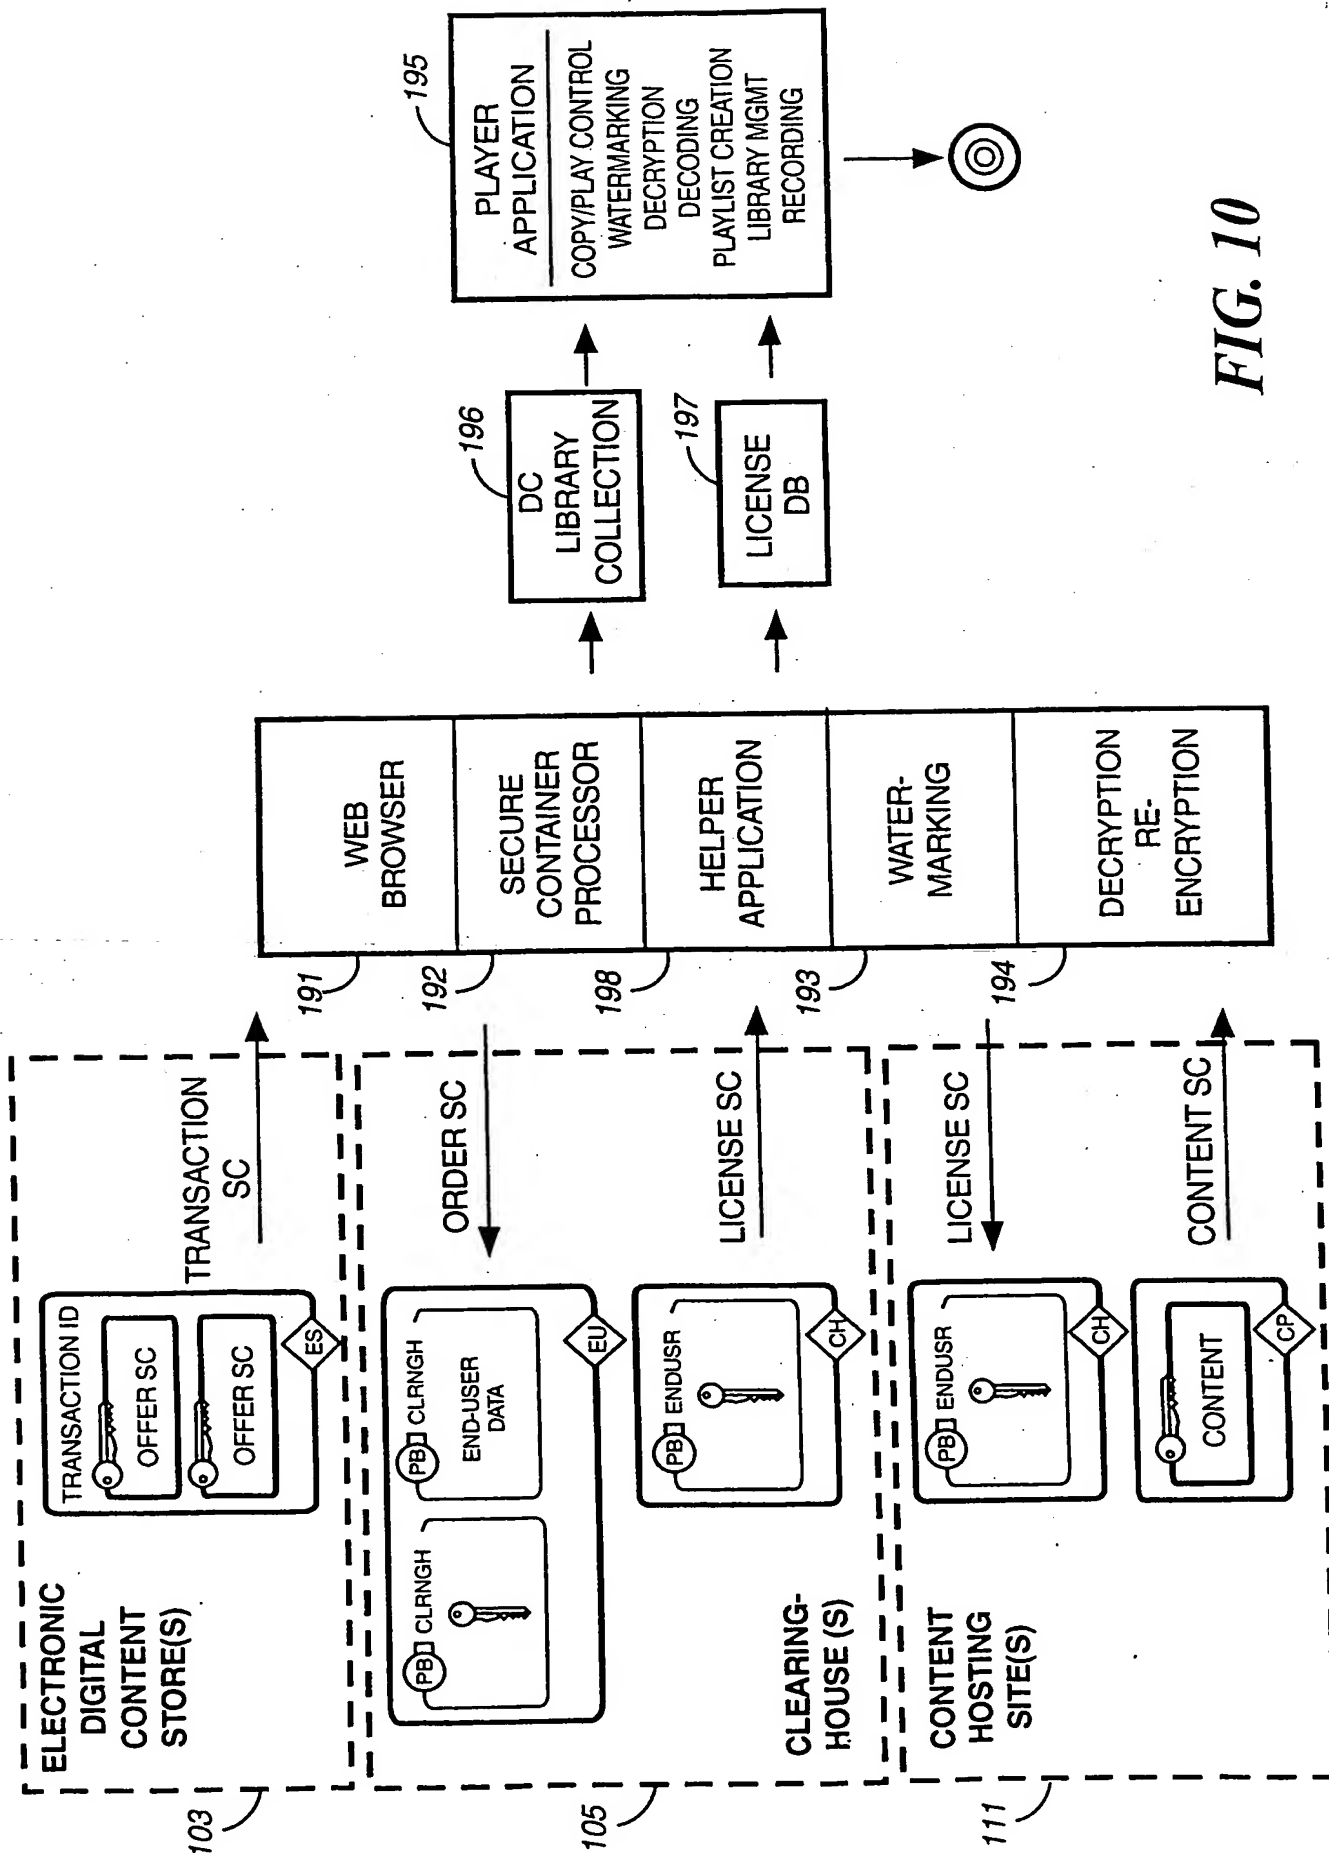 ELECTRONIC
DIGITAL
CONTENT
STORE(S)
103
TRANSACTION ID
OFFER SC
OFFER SC
ES
TRANSACTION
SC
CLEARING-
HOUSE (S)
105
PB CLRNGH
PB CLRNGH
END-USER
DATA
EU
ORDER SC
PB ENDUSR
CH
LICENSE SC
CONTENT
HOSTING
SITE(S)
111
PB ENDUSR
CH
LICENSE SC
CONTENT
CP
CONTENT SC
191
WEB
BROWSER
192
SECURE
CONTAINER
PROCESSOR
198
HELPER
APPLICATION
193
WATER-
MARKING
194
DECRYPTION
RE-
ENCRYPTION
196
DC
LIBRARY
COLLECTION
197
LICENSE
DB
195
PLAYER
APPLICATION
COPY/PLAY CONTROL
WATERMARKING
DECRYPTION
DECODING
PLAYLIST CREATION
LIBRARY MGMT
RECORDING
FIG. 10